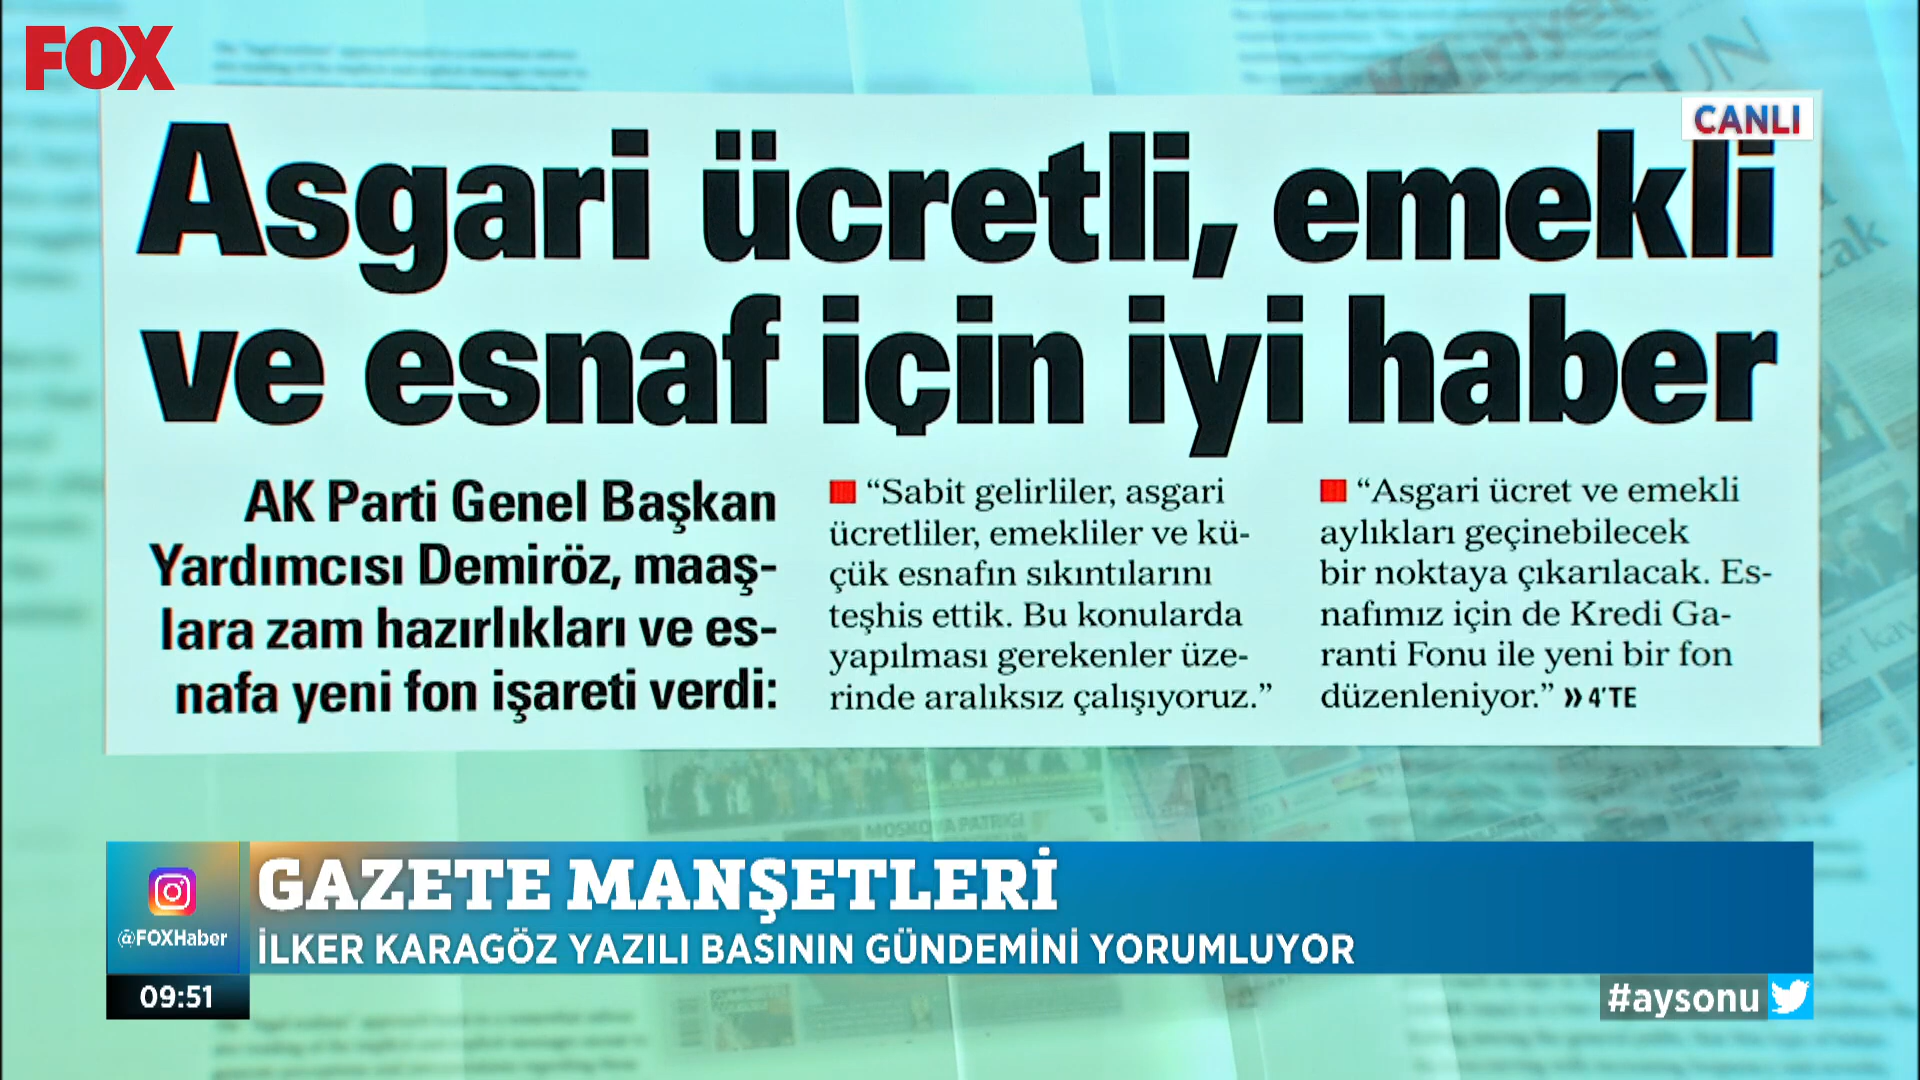 FOX
CANLI
Asgari ücretli, emekli
ve esnaf için iyi haber
AK Parti Genel Başkan
Yardımcısı Demiröz, maaş-
lara zam hazırlıkları ve es-
nafa yeni fon işareti verdi:
“Sabit gelirliler, asgari
ücretliler, emekliler ve kü-
çük esnafın sıkıntılarını
teşhis ettik. Bu konularda
yapılması gerekenler üze-
rinde aralıksız çalışıyoruz.”
“Asgari ücret ve emekli
aylıkları geçinebilecek
bir noktaya çıkarılacak. Es-
nafımız için de Kredi Ga-
ranti Fonu ile yeni bir fon
düzenleniyor.” » 4’TE
GAZETE MANŞETLERİ
@FOXHaber
İLKER KARAGÖZ YAZILI BASININ GÜNDEMİNİ YORUMLUYOR
09:51
#aysonu